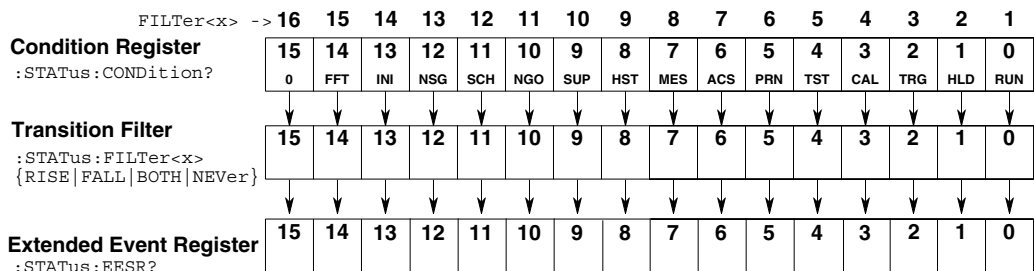 FILTer<x> -> 16 15 14 13 12 11 10 9 8 7 6 5 4 3 2 1
Condition Register
:STATus:CONDition?
15 14 13 12 11 10 9 8 7 6 5 4 3 2 1 0
0 FFT INI NSG SCH NGO SUP HST MES ACS PRN TST CAL TRG HLD RUN
Transition Filter
:STATus:FILTer<x>
{RISE|FALL|BOTH|NEVer}
15 14 13 12 11 10 9 8 7 6 5 4 3 2 1 0
Extended Event Register
:STATus:EESR?
15 14 13 12 11 10 9 8 7 6 5 4 3 2 1 0